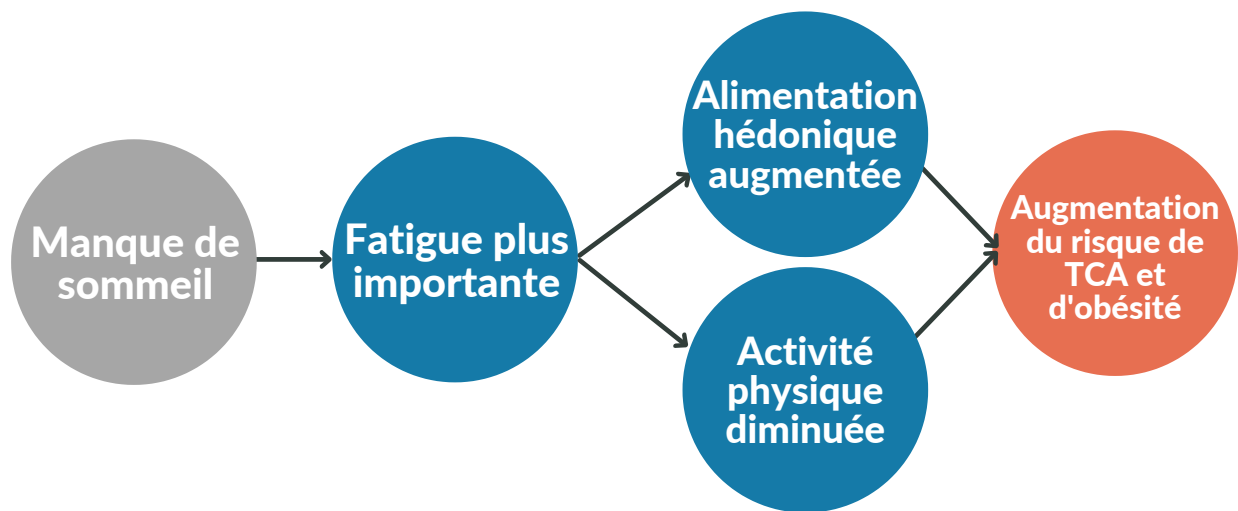 Manque de
sommeil
Fatigue plus
importante
Alimentation
hédonique
augmentée
Activité
physique
diminuée
Augmentation
du risque de
TCA et
d'obésité